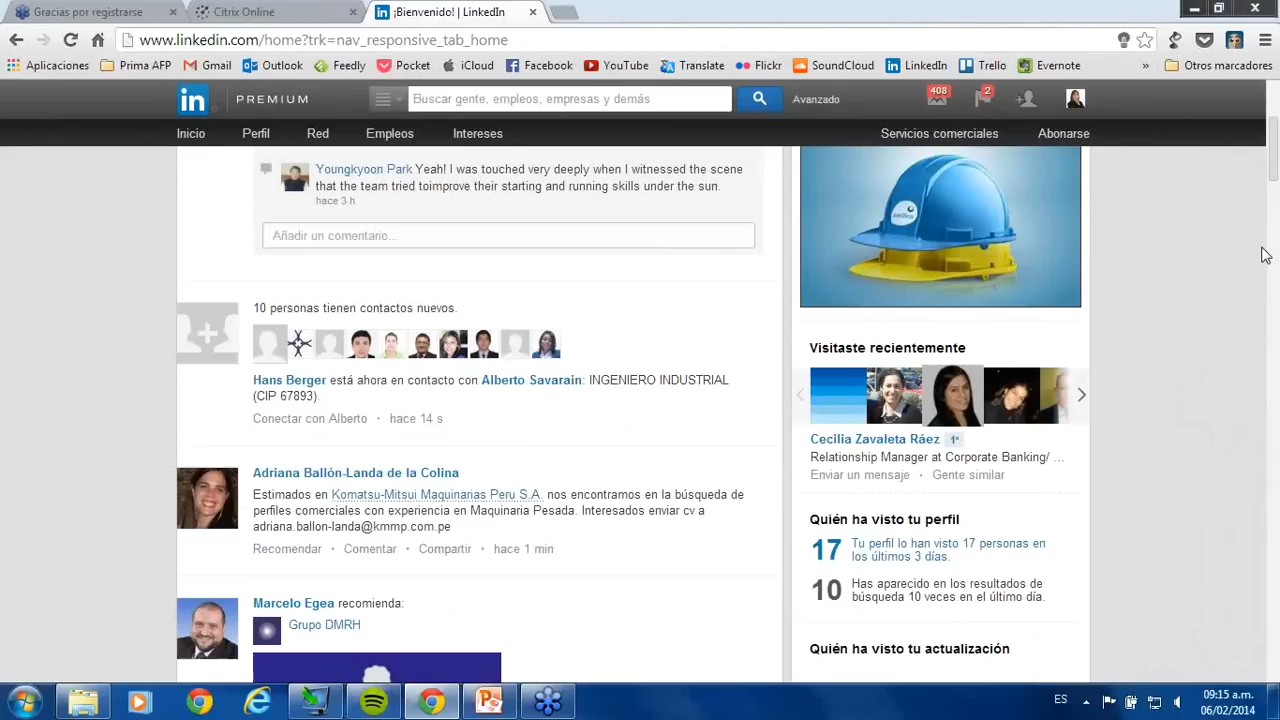 Gracias por registrarse
Citrix Online
¡Bienvenido! | LinkedIn
www.linkedin.com/home?trk=nav_responsive_tab_home
Aplicaciones Prima AFP Gmail Outlook Feedly Pocket iCloud Facebook YouTube Translate Flickr SoundCloud LinkedIn Trello Evernote » Otros marcadores
in PREMIUM Buscar gente, empleos, empresas y demás Avanzado 408 2
Inicio Perfil Red Empleos Intereses Servicios comerciales Abonarse
Youngkyoon Park Yeah! I was touched very deeply when I witnessed the scene
that the team tried toimprove their starting and running skills under the sun.
hace 3 h
Añadir un comentario...
10 personas tienen contactos nuevos.
Hans Berger está ahora en contacto con Alberto Savarain: INGENIERO INDUSTRIAL
(CIP 67893).
Conectar con Alberto • hace 14 s
Adriana Ballón-Landa de la Colina
Estimados en Komatsu-Mitsui Maquinarias Peru S.A. nos encontramos en la búsqueda de
perfiles comerciales con experiencia en Maquinaria Pesada. Interesados enviar cv a
adriana.ballon-landa@kmmp.com.pe
Recomendar • Comentar • Compartir • hace 1 min
Marcelo Egea recomienda:
Grupo DMRH
pacífico
Visitaste recientemente
Cecilia Zavaleta Ráez 1º
Relationship Manager at Corporate Banking/ ...
Enviar un mensaje • Gente similar
Quién ha visto tu perfil
17 Tu perfil lo han visto 17 personas en
los últimos 3 días.
10 Has aparecido en los resultados de
búsqueda 10 veces en el último día.
Quién ha visto tu actualización
ES
09:15 a.m.
06/02/2014